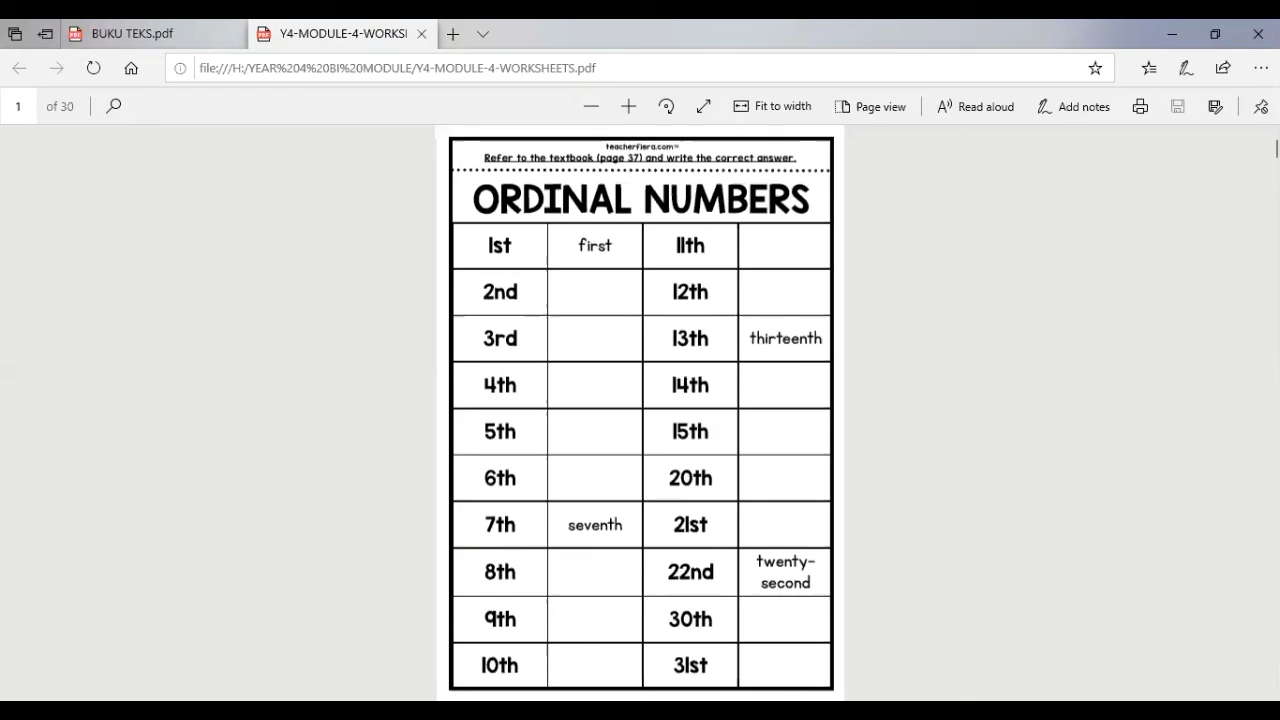 BUKU TEKS.pdf
Y4-MODULE-4-WORKSI
file:///H:/YEAR%204%20BI%20MODULE/Y4-MODULE-4-WORKSHEETS.pdf
1 of 30 Fit to width Page view Read aloud Add notes
teacherfiera.com™
Refer to the textbook (page 37) and write the correct answer.
ORDINAL NUMBERS
1st first 11th
2nd 12th
3rd 13th thirteenth
4th 14th
5th 15th
6th 20th
7th seventh 21st
8th 22nd twenty-
second
9th 30th
10th 31st